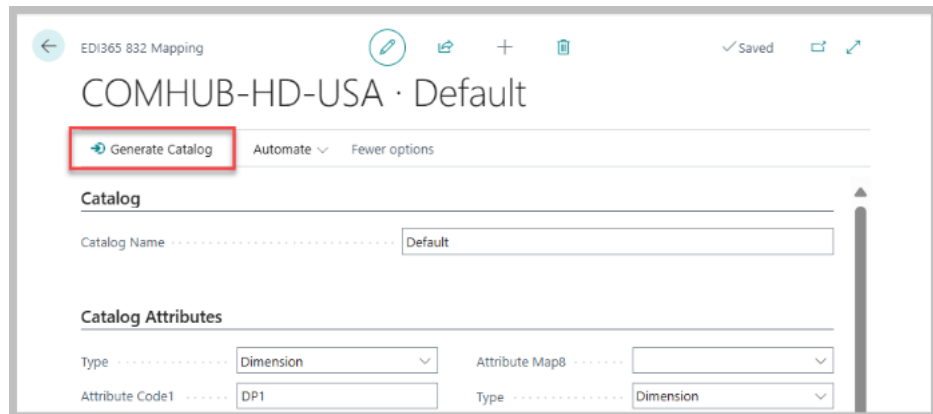 EDI365 832 Mapping
Saved
COMHUB-HD-USA · Default
Generate Catalog Automate Fewer options
Catalog
Catalog Name Default
Catalog Attributes
Type Dimension Attribute Map8
Attribute Code1 DP1 Type Dimension